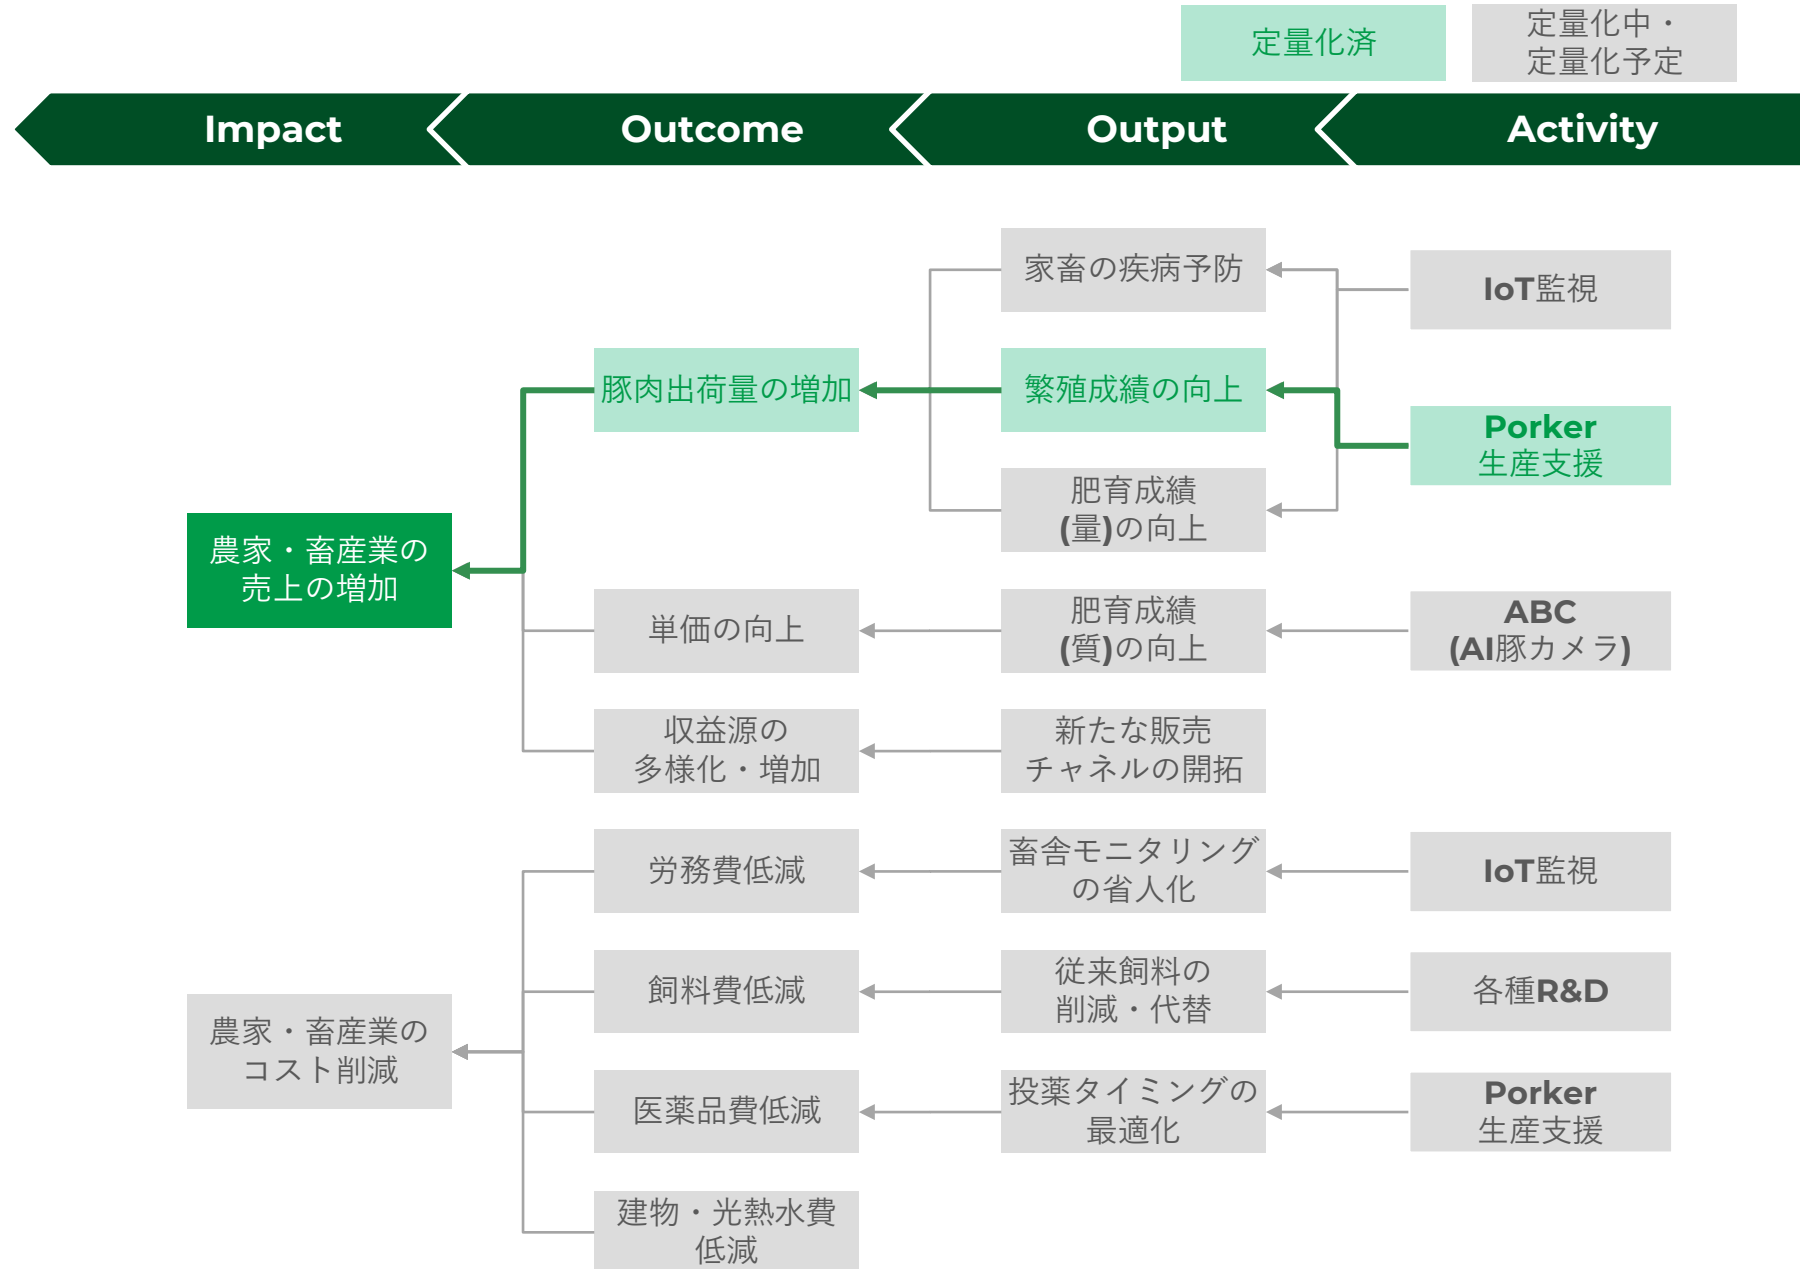 定量化済
定量化中・
定量化予定
Impact
Outcome
Output
Activity
家畜の疾病予防
IoT監視
豚肉出荷量の増加
繁殖成績の向上
Porker
生産支援
肥育成績
(量)の向上
農家・畜産業の
売上の増加
単価の向上
肥育成績
(質)の向上
ABC
(AI豚カメラ)
収益源の
多様化・増加
新たな販売
チャネルの開拓
労務費低減
畜舎モニタリング
の省人化
IoT監視
飼料費低減
従来飼料の
削減・代替
各種R&D
農家・畜産業の
コスト削減
医薬品費低減
投薬タイミングの
最適化
Porker
生産支援
建物・光熱水費
低減